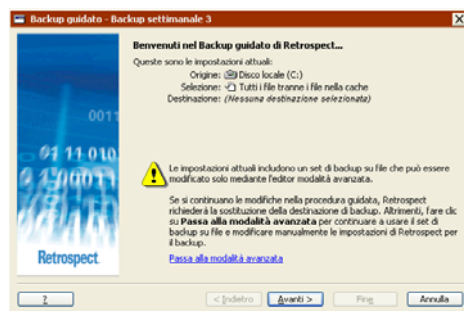 Backup guidato - Backup settimanale 3
Benvenuti nel Backup guidato di Retrospect...
Queste sono le impostazioni attuali:
Origine: Disco locale (C:)
Selezione: Tutti i file tranne i file nella cache
Destinazione: (Nessuna destinazione selezionata)
Le impostazioni attuali includono un set di backup su file che può essere
modificato solo mediante l'editor modalità avanzata.
Se si continuano le modifiche nella procedura guidata, Retrospect
richiederà la sostituzione della destinazione di backup. Altrimenti, fare clic
su Passa alla modalità avanzata per continuare a usare il set di
backup su file e modificare manualmente le impostazioni di Retrospect per
il backup.
Passa alla modalità avanzata
Retrospect
?
< Indietro
Avanti >
Fine
Annulla